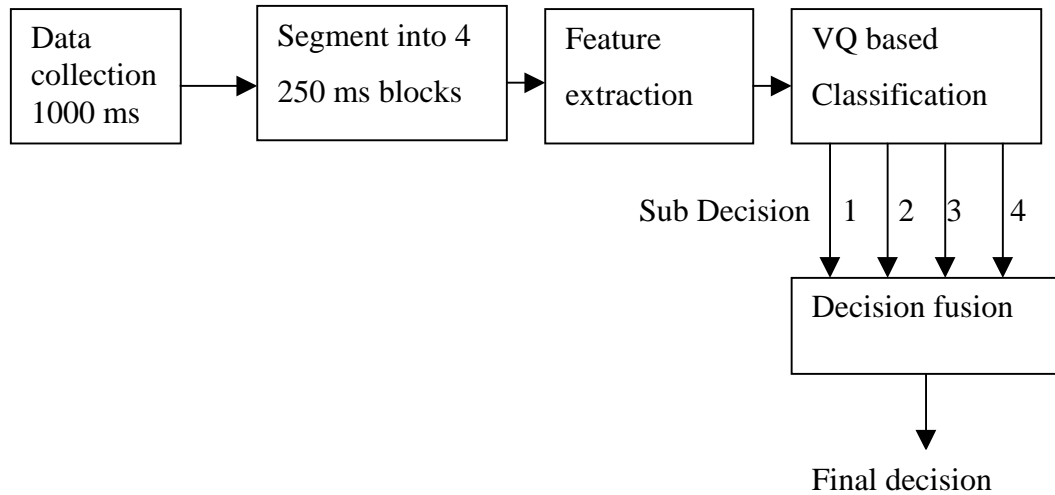 Data
collection
1000 ms
Segment into 4
250 ms blocks
Feature
extraction
VQ based
Classification
Sub Decision 1 2 3 4
Decision fusion
Final decision